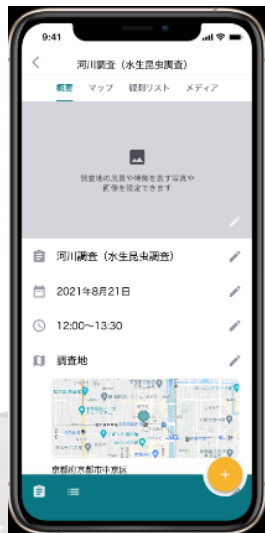 9:41
河川調査（水生昆虫調査）
概要 マップ 観測リスト メディア
調査地の風景や特徴を表す写真や
画像を設定できます
河川調査（水生昆虫調査）
2021年8月21日
12:00〜13:30
調査地
京都府京都市中京区